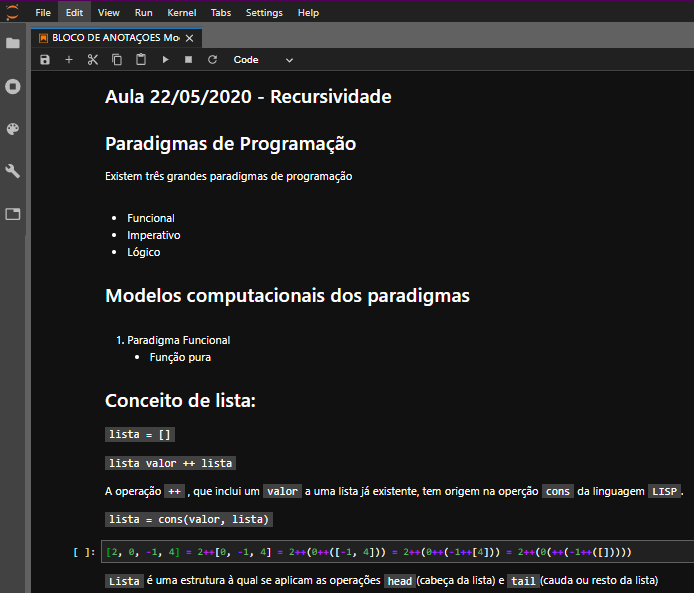 File Edit View Run Kernel Tabs Settings Help
BLOCO DE ANOTAÇOES Mo
Code
Aula 22/05/2020 - Recursividade
Paradigmas de Programação
Existem três grandes paradigmas de programação
• Funcional
• Imperativo
• Lógico
Modelos computacionais dos paradigmas
1. Paradigma Funcional
• Função pura
Conceito de lista:
lista = []
lista valor ++ lista
A operação ++ , que inclui um valor a uma lista já existente, tem origem na operção cons da linguagem LISP.
lista = cons(valor, lista)
[ ]: [2, 0, -1, 4] = 2++[0, -1, 4] = 2++(0++([-1, 4])) = 2++(0++(-1++[4])) = 2++(0(++(-1++([]))))
Lista é uma estrutura à qual se aplicam as operações head(cabeça da lista) e tail(cauda ou resto da lista)